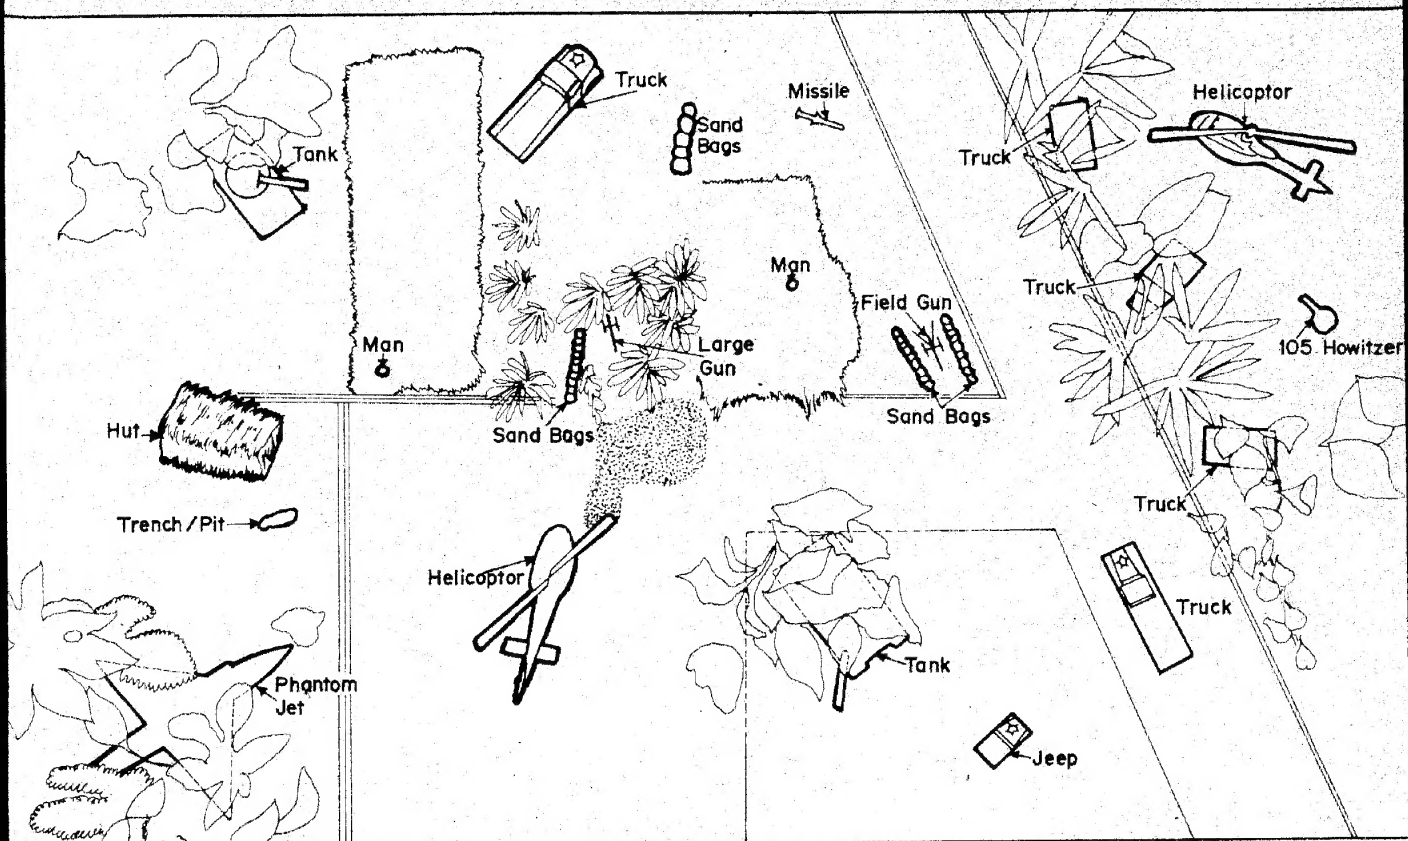 Truck
Missile
Helicoptor
Sand
Bags
Tank
Truck
Man
Truck
Field Gun
Man
Large
Gun
105 Howitzer
Sand Bags
Sand Bags
Hut
Truck
Trench/Pit
Helicoptor
Truck
Tank
Phantom
Jet
Jeep